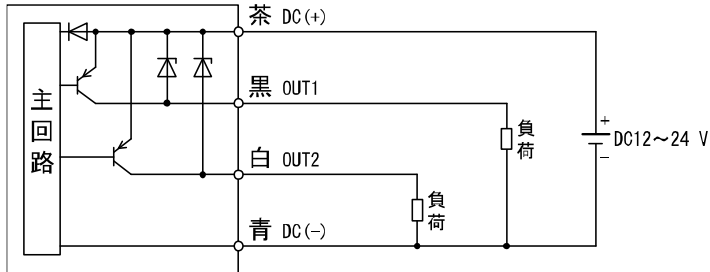 茶 DC(+)
主回路
黒 OUT1
負荷
+
DC12～24 V
−
白 OUT2
負荷
青 DC(−)